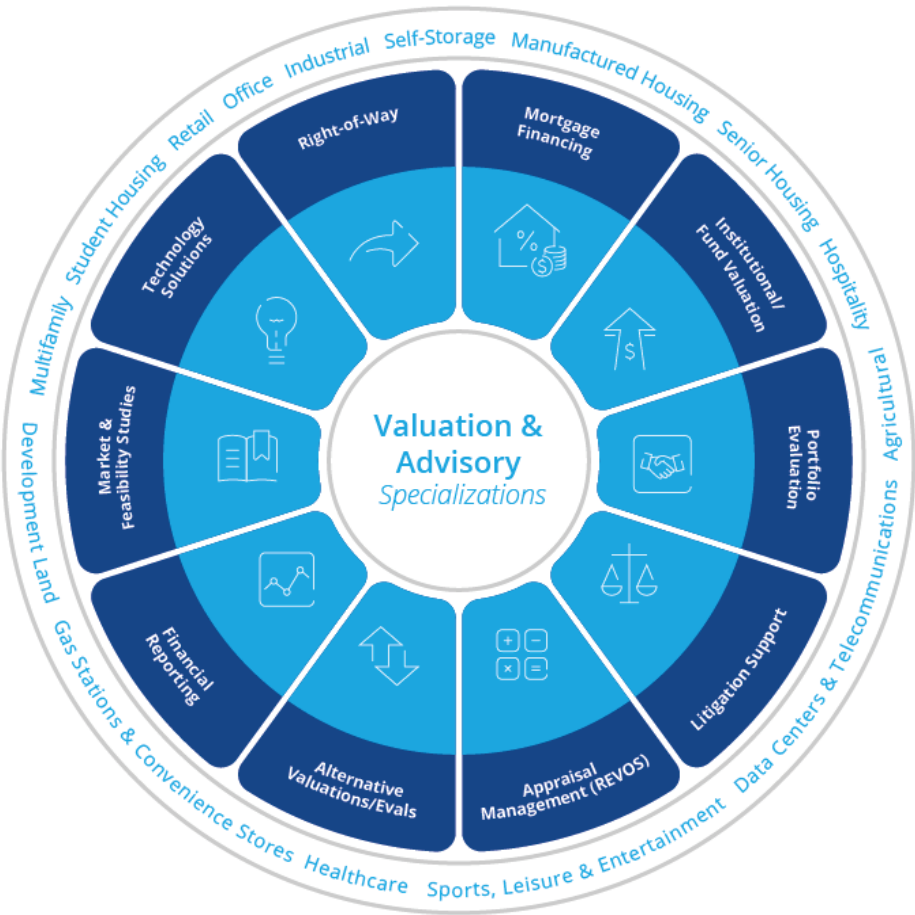 Valuation &
Advisory
Specializations
Mortgage
Financing
Institutional/
Fund Valuation
Portfolio
Evaluation
Litigation Support
Appraisal
Management (REVOS)
Alternative
Valuations/Evals
Financial
Reporting
Market &
Feasibility Studies
Technology
Solutions
Right-of-Way
Multifamily
Student Housing
Retail
Office
Industrial
Self-Storage
Manufactured Housing
Senior Housing
Hospitality
Agricultural
Data Centers & Telecommunications
Sports, Leisure & Entertainment
Healthcare
Gas Stations & Convenience Stores
Development Land
%
$
$
+ −
× =